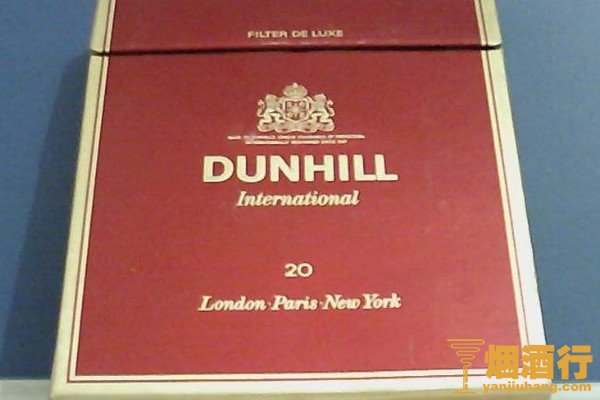 FILTER DE LUXE
DUNHILL
International
20
London·Paris·New York
烟酒行
yanjiuhang.com